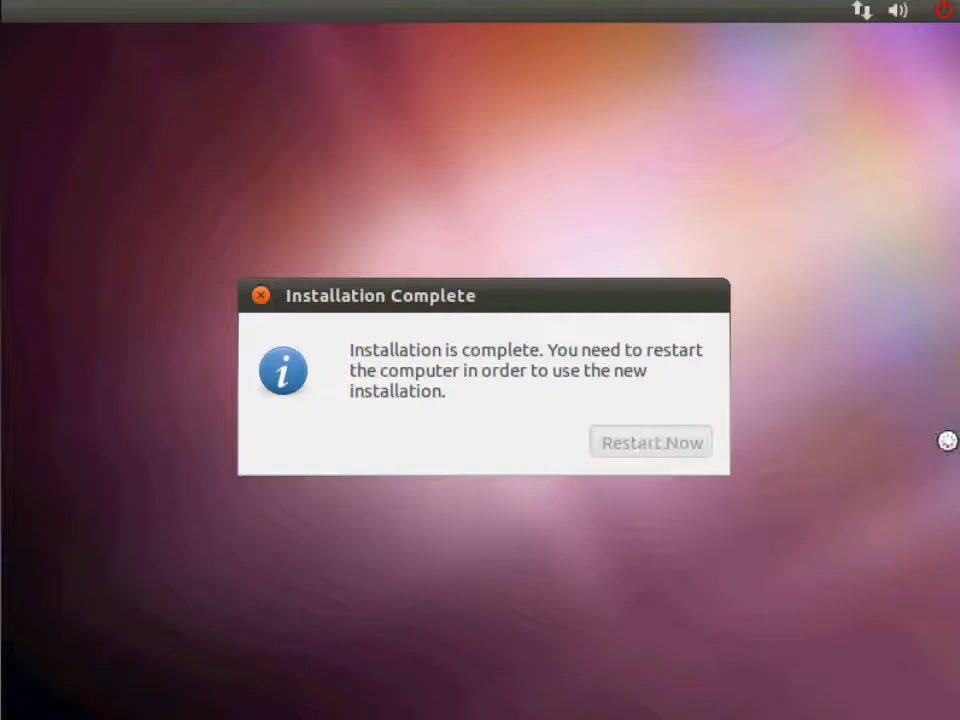 Installation Complete
Installation is complete. You need to restart
the computer in order to use the new
installation.
Restart Now